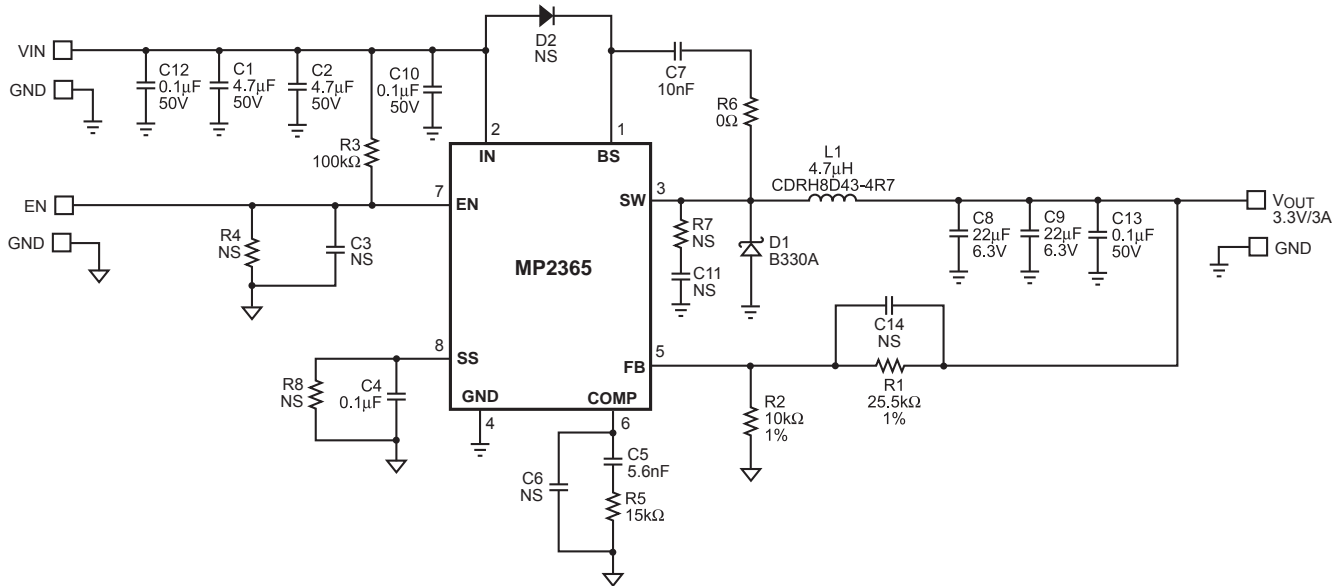 VIN
GND
C12
0.1µF
50V
C1
4.7µF
50V
C2
4.7µF
50V
C10
0.1µF
50V
D2
NS
C7
10nF
R6
0Ω
R3
100kΩ
2
IN
1
BS
EN
GND
R4
NS
C3
NS
7
EN
MP2365
3
SW
R7
NS
C11
NS
D1
B330A
L1
4.7µH
CDRH8D43-4R7
C8
22µF
6.3V
C9
22µF
6.3V
C13
0.1µF
50V
VOUT
3.3V/3A
GND
8
SS
R8
NS
C4
0.1µF
GND
4
COMP
6
5
FB
C14
NS
R1
25.5kΩ
1%
R2
10kΩ
1%
C6
NS
C5
5.6nF
R5
15kΩ